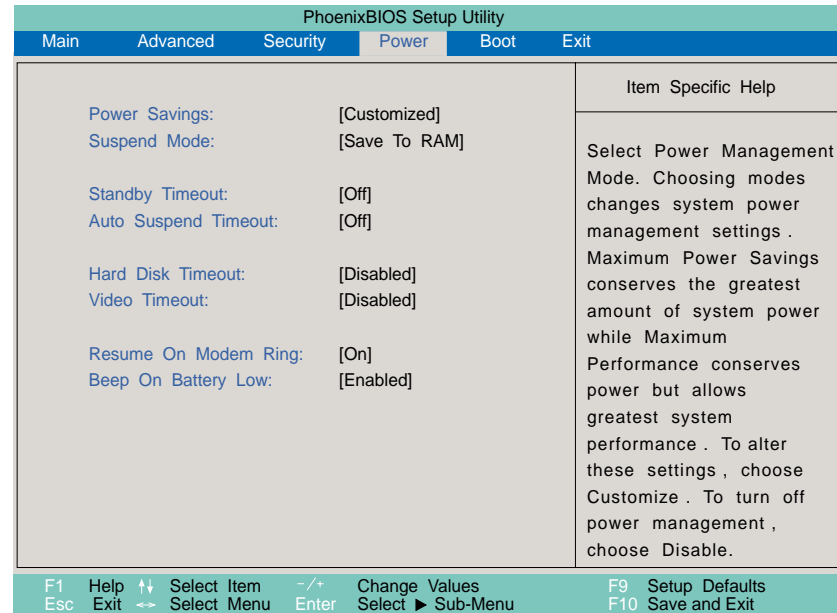 PhoenixBIOS Setup Utility
Main Advanced Security Power Boot Exit
Power Savings: [Customized]
Suspend Mode: [Save To RAM]
Standby Timeout: [Off]
Auto Suspend Timeout: [Off]
Hard Disk Timeout: [Disabled]
Video Timeout: [Disabled]
Resume On Modem Ring: [On]
Beep On Battery Low: [Enabled]
Item Specific Help
Select Power Management
Mode. Choosing modes
changes system power
management settings .
Maximum Power Savings
conserves the greatest
amount of system power
while Maximum
Performance conserves
power but allows
greatest system
performance . To alter
these settings , choose
Customize . To turn off
power management ,
choose Disable.
F1 Help ↑↓ Select Item -/+ Change Values F9 Setup Defaults
Esc Exit ↔ Select Menu Enter Select ▶ Sub-Menu F10 Save and Exit